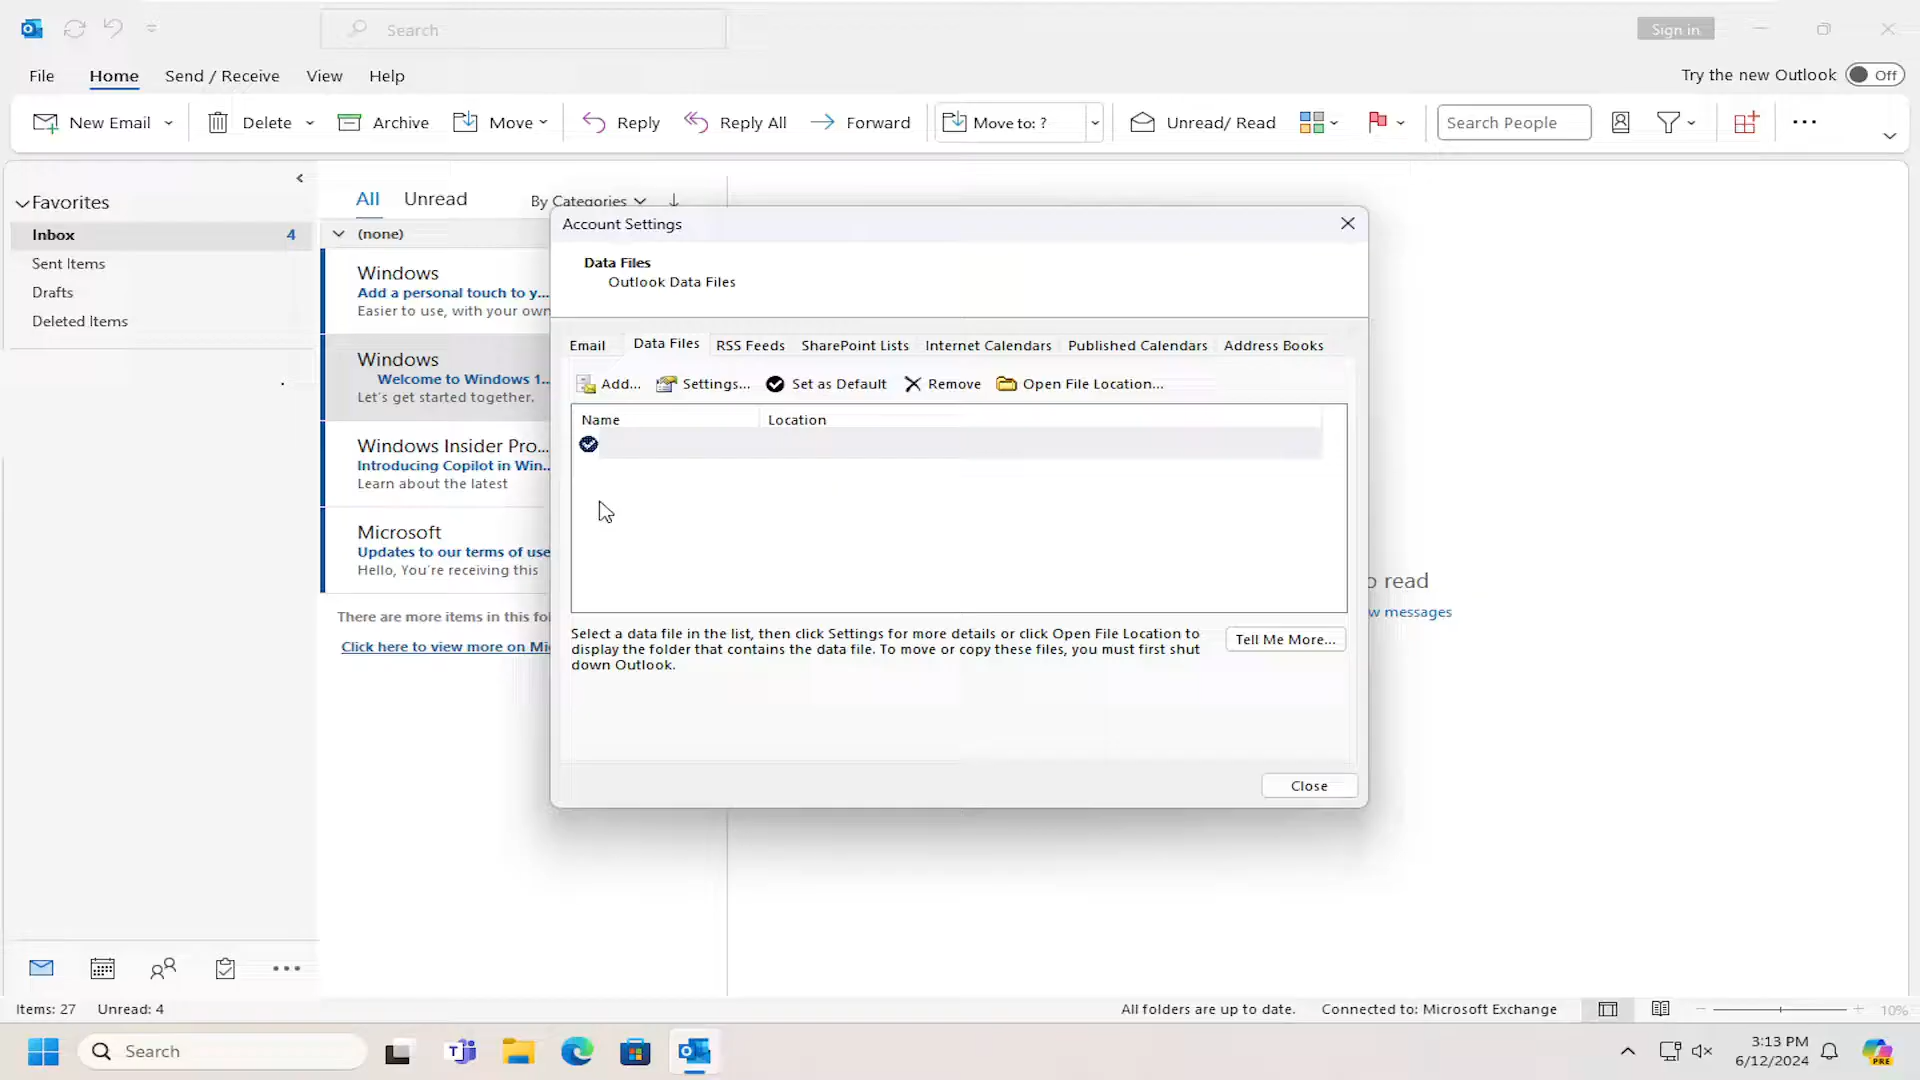 Search
Sign in
File Home Send / Receive View Help
Try the new Outlook Off
New Email Delete Archive Move Reply Reply All Forward Move to: ? Unread/ Read Search People
Favorites
Inbox 4
Sent Items
Drafts
Deleted Items
All Unread By Categories
(none)
Windows
Add a personal touch to y...
Easier to use, with your own
Windows
Welcome to Windows 1...
Let's get started together.
Windows Insider Pro...
Introducing Copilot in Win...
Learn about the latest
Microsoft
Updates to our terms of use
Hello, You're receiving this
There are more items in this fol
Click here to view more on Mi
Account Settings
Data Files
Outlook Data Files
Email Data Files RSS Feeds SharePoint Lists Internet Calendars Published Calendars Address Books
Add... Settings... Set as Default Remove Open File Location...
Name Location
Select a data file in the list, then click Settings for more details or click Open File Location to
display the folder that contains the data file. To move or copy these files, you must first shut
down Outlook.
Tell Me More...
Close
o read
w messages
Items: 27 Unread: 4
All folders are up to date. Connected to: Microsoft Exchange 10%
Search
3:13 PM
6/12/2024
PRE